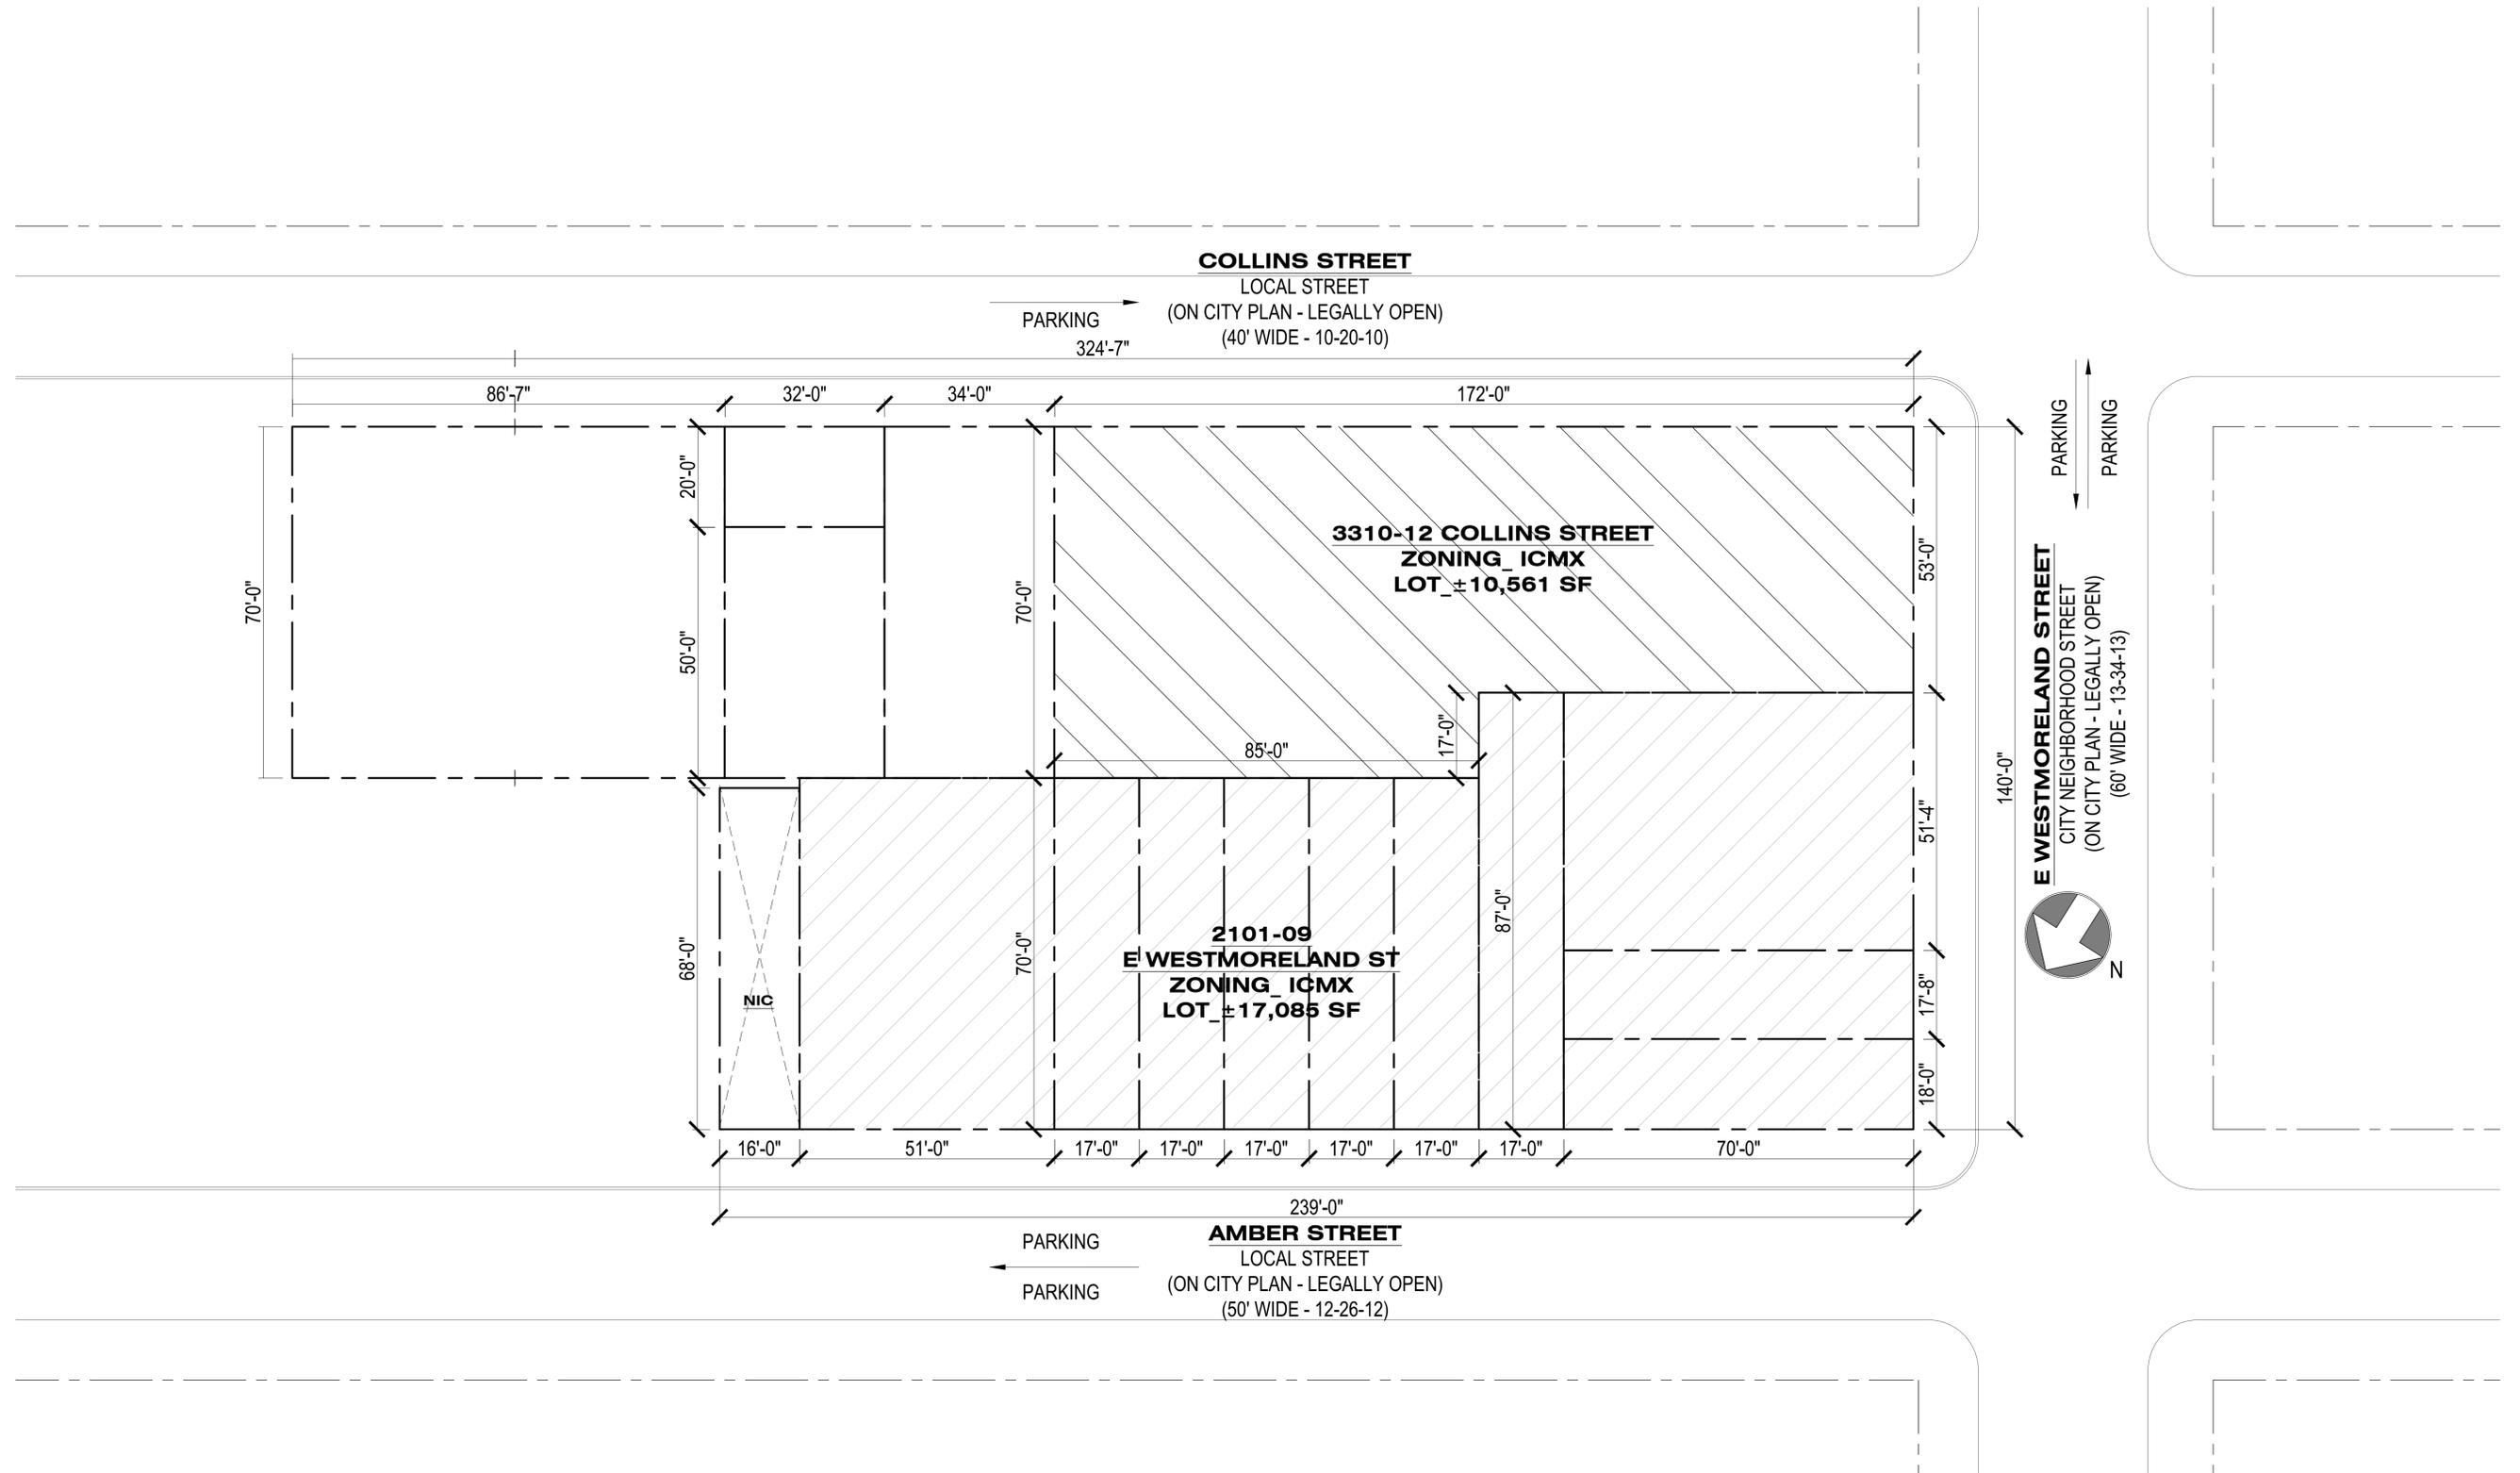 COLLINS STREET
LOCAL STREET
(ON CITY PLAN - LEGALLY OPEN)
(40' WIDE - 10-20-10)
PARKING
324'-7"
86'-7"
32'-0"
34'-0"
172'-0"
PARKING
PARKING
20'-0"
50'-0"
70'-0"
70'-0"
3310-12 COLLINS STREET
ZONING_ ICMX
LOT_±10,561 SF
53'-0"
17'-0"
85'-0"
140'-0"
E WESTMORELAND STREET
CITY NEIGHBORHOOD STREET
(ON CITY PLAN - LEGALLY OPEN)
(60' WIDE - 13-34-13)
51'-4"
87'-0"
68'-0"
70'-0"
2101-09
E WESTMORELAND ST
ZONING_ ICMX
LOT_±17,085 SF
NIC
N
17'-8"
18'-0"
16'-0"
51'-0"
17'-0"
17'-0"
17'-0"
17'-0"
17'-0"
17'-0"
70'-0"
239'-0"
PARKING
PARKING
AMBER STREET
LOCAL STREET
(ON CITY PLAN - LEGALLY OPEN)
(50' WIDE - 12-26-12)